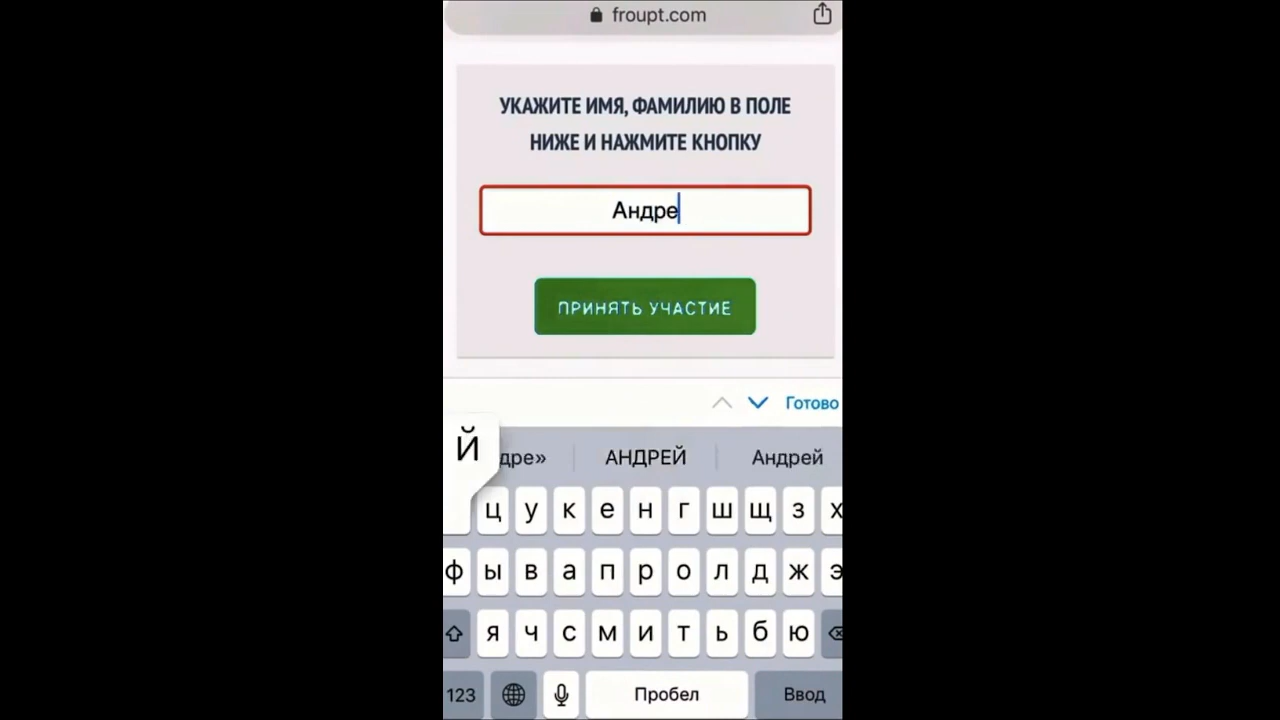 froupt.com
УКАЖИТЕ ИМЯ, ФАМИЛИЮ В ПОЛЕ
НИЖЕ И НАЖМИТЕ КНОПКУ
Андре
ПРИНЯТЬ УЧАСТИЕ
Готово
Й
дре» АНДРЕЙ Андрей
ц у к е н г ш щ з х
ф ы в а п р о л д ж э
я ч с м и т ь б ю
123 Пробел Ввод